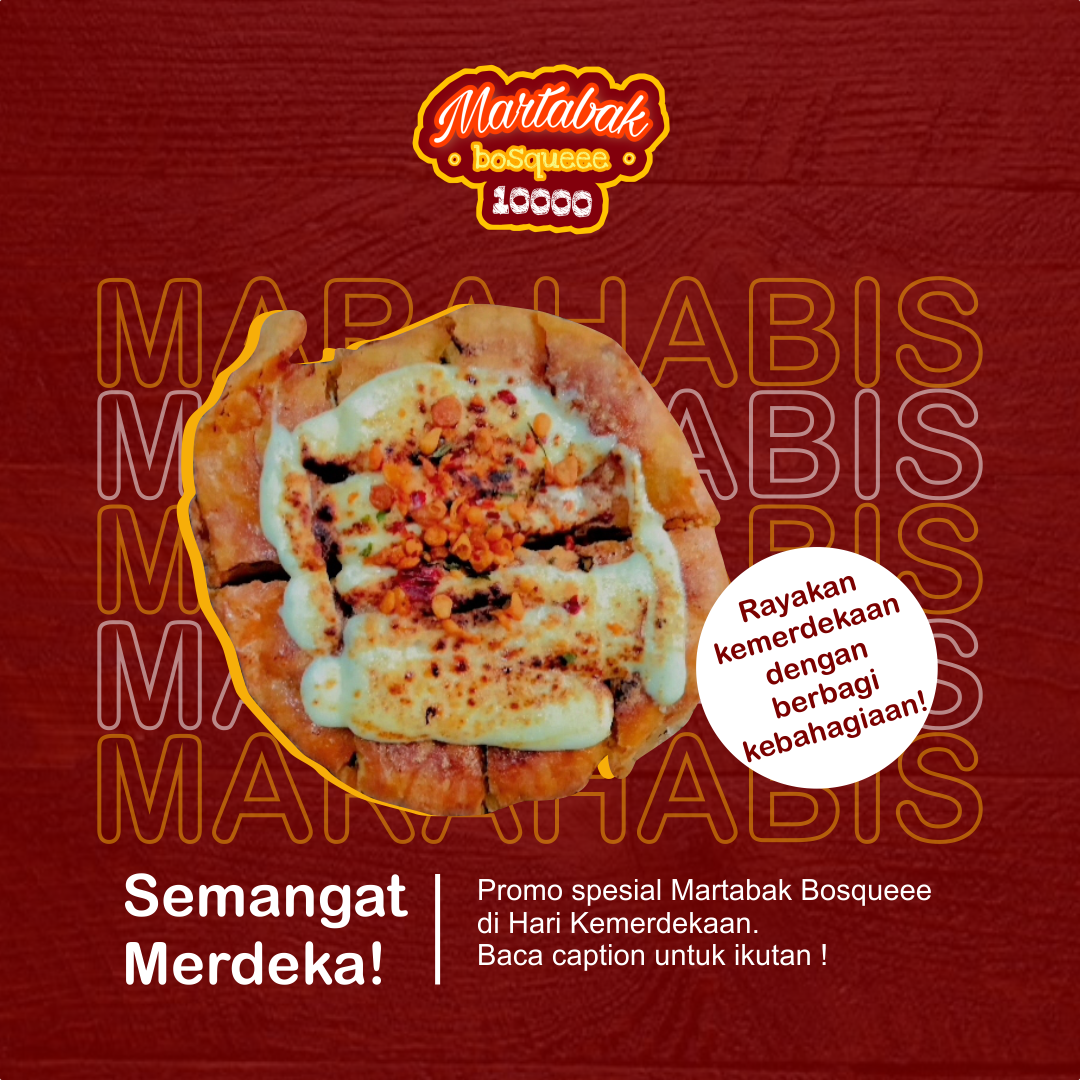 Martabak
bosqueee
10000
MARAHABIS
MARAHABIS
MARAHABIS
MARAHABIS
MARAHABIS
Rayakan
kemerdekaan
dengan
berbagi
kebahagiaan!
Semangat
Merdeka!
Promo spesial Martabak Bosqueee
di Hari Kemerdekaan.
Baca caption untuk ikutan !